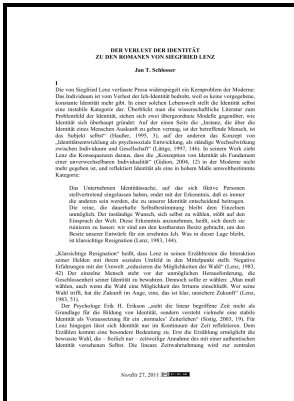 DER VERLUST DER IDENTITÄT
ZU DEN ROMANEN VON SIEGFRIED LENZ
Jan T. Schlosser
I
Die von Siegfried Lenz verfasste Prosa widerspiegelt ein Kernproblem der Moderne:
Das Individuum ist vom Verlust der Ich-Identität bedroht, weil es keine vorgegebene,
konstante Identität mehr gibt. In einer solchen Lebenswelt stellt die Identität selbst
eine instabile Kategorie dar. Überblickt man die wissenschaftliche Literatur zum
Problemfeld der Identität, stehen sich zwei übergeordnete Modelle gegenüber, wie
Identität sich überhaupt gründet: Auf der einen Seite die „Instanz, die über die
Identität eines Menschen Auskunft zu geben vermag, ist der betreffende Mensch, ist
das Subjekt selbst“ (Haußer, 1995, 3), auf der anderen das Konzept von
„Identitätsentwicklung als psychosoziale Entwicklung, als ständige Wechselwirkung
zwischen Individuum und Gesellschaft“ (Lüttge, 1997, 144). In seinem Werk zieht
Lenz die Konsequenzen daraus, dass die „Konzeption von Identität als Fundament
einer unverwechselbaren Individualität“ (Gidion, 2004, 12) in der Moderne nicht
mehr gegeben ist, und reflektiert Identität als eine in hohem Maße umweltbestimmte
Kategorie:
Das Unternehmen Identitätssuche, auf das sich fiktive Personen
stellvertretend eingelassen haben, endet mit der Erkenntnis, daß es immer
die anderen sein werden, die zu unserer Identität entscheidend beitragen.
Die reine, die dauerhafte Selbstbestimmung bleibt dem Einzelnen
unmöglich. Der inständige Wunsch, sich selbst zu wählen, stößt auf den
Einspruch der Welt. Diese Erkenntnis anzunehmen, heißt, sich durch sie
ruinieren zu lassen: wir sind am den kostbarsten Besitz gebracht, um den
Besitz unserer Entwürfe für ein ersehntes Ich. Was in dieser Lage bleibt,
ist klarsichtige Resignation (Lenz, 1983, 144).
„Klarsichtige Resignation“ heißt, dass Lenz in seinen Erzähltexten die Interaktion
seiner Helden mit ihrem sozialen Umfeld in den Mittelpunkt stellt. Negative
Erfahrungen mit der Umwelt „reduzieren die Möglichkeiten der Wahl“ (Lenz, 1983,
42). Der einzelne Mensch steht vor der unmöglichen Herausforderung, die
Geschlossenheit seiner Identität zu bewahren. Dennoch sollte er wählen: „Man muß
wählen, auch wenn die Wahl eine Möglichkeit des Irrtums einschließt. Wer seine
Wahl trifft, hat die Zukunft im Auge, eine, das ist klar, unsichere Zukunft“ (Lenz,
1983, 51).
Der Psychologe Erik H. Erikson „sieht die linear begriffene Zeit nicht als
Grundlage für die Bildung von Identität, sondern versteht vielmehr eine stabile
Identität als Voraussetzung für ein ‚normales‘ Zeiterleben“ (Sistig, 2003, 19). Für
Lenz hingegen lässt sich Identität nur im Kontinuum der Zeit reflektieren. Dem
Erzählen kommt eine besondere Bedeutung zu. Erst die Erzählung ermöglicht die
bewusste Wahl, die – freilich nur – zeitweilige Annahme des mit einer authentischen
Identität versehenen Selbst. Die lineare Zeitwahrnehmung wird zur normalen
Nordlit 27, 2011